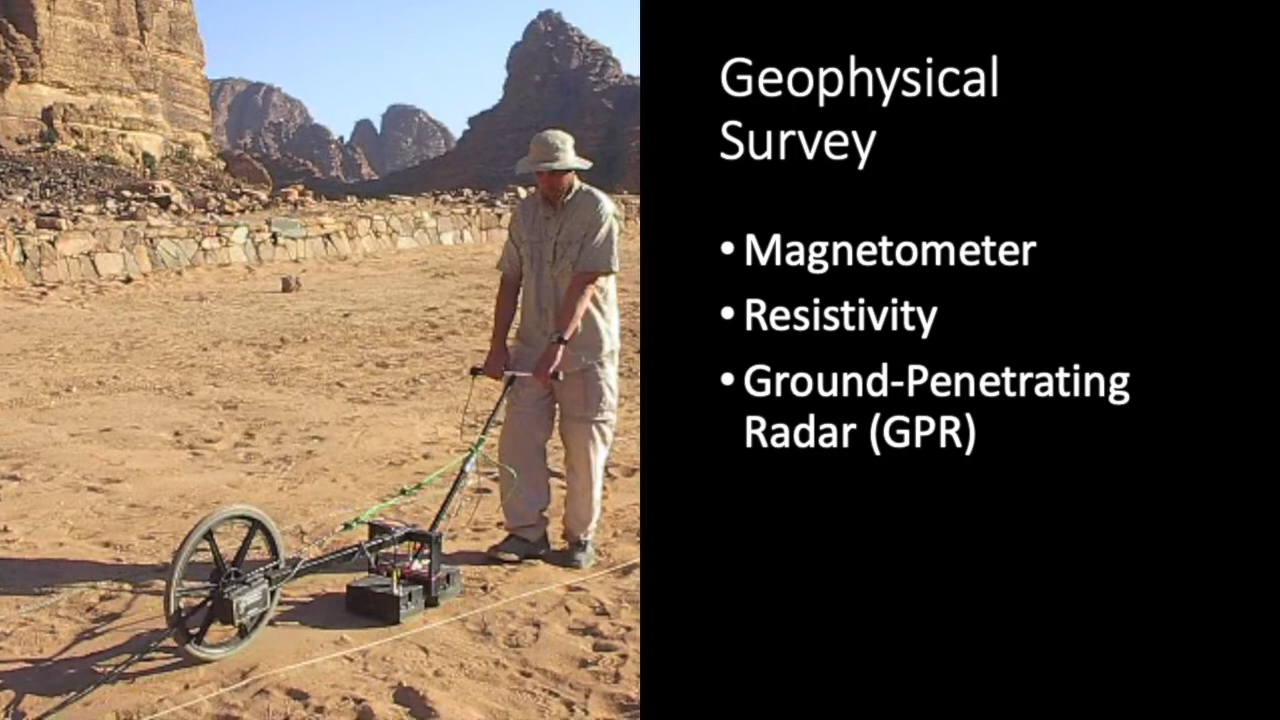 Geophysical
Survey
• Magnetometer
• Resistivity
• Ground-Penetrating
Radar (GPR)